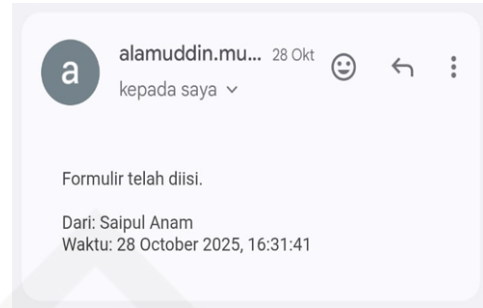 a
alamuddin.mu... 28 Okt
kepada saya
Formulir telah diisi.
Dari: Saipul Anam
Waktu: 28 October 2025, 16:31:41